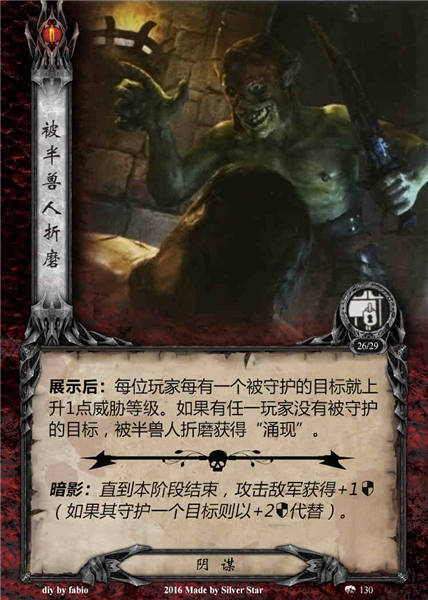 被半兽人折磨
26/29
展示后：每位玩家每有一个被守护的目标就上
升1点威胁等级。如果有任一玩家没有被守护
的目标，被半兽人折磨获得“涌现”。
暗影：直到本阶段结束，攻击敌军获得+1
（如果其守护一个目标则以+2代替）。
阴谋
diy by fabio
2016 Made by Silver Star
130